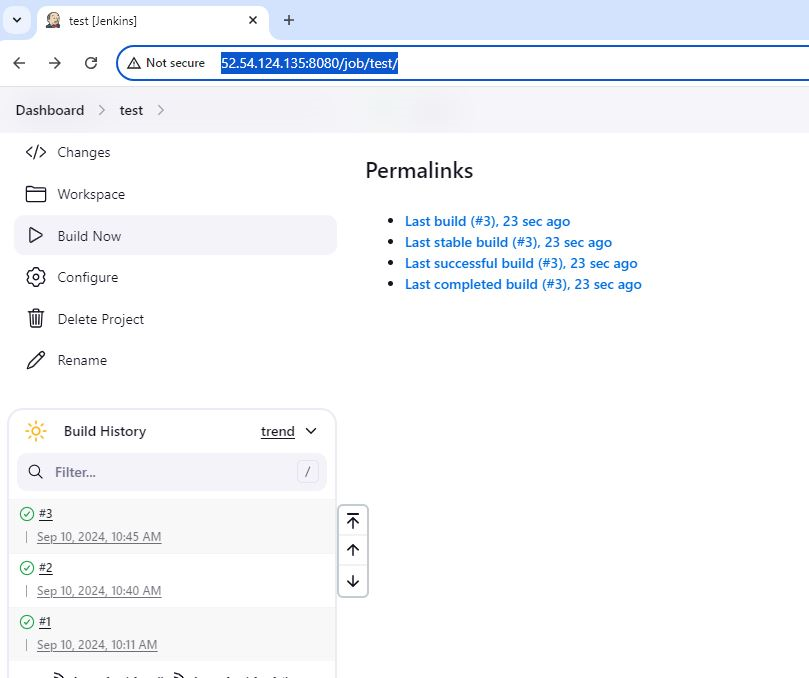 test [Jenkins]
Not secure 52.54.124.135:8080/job/test/
Dashboard test
Changes
Workspace
Build Now
Configure
Delete Project
Rename
Permalinks
Last build (#3), 23 sec ago
Last stable build (#3), 23 sec ago
Last successful build (#3), 23 sec ago
Last completed build (#3), 23 sec ago
Build History trend
Filter... /
#3
Sep 10, 2024, 10:45 AM
#2
Sep 10, 2024, 10:40 AM
#1
Sep 10, 2024, 10:11 AM